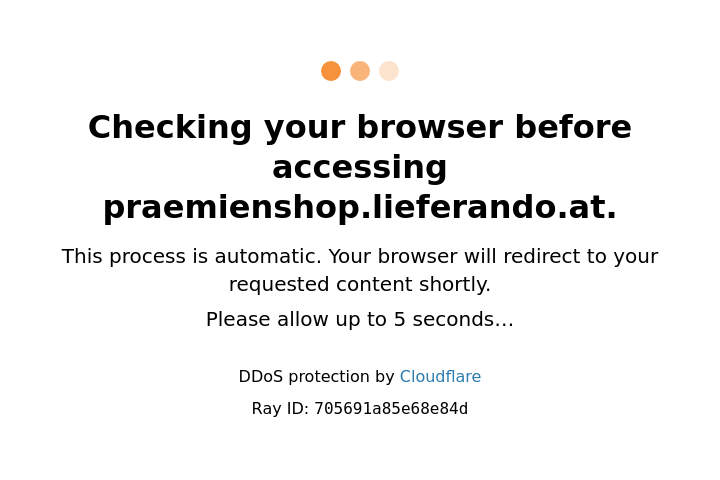 Checking your browser before
accessing
praemienshop.lieferando.at.
This process is automatic. Your browser will redirect to your
requested content shortly.
Please allow up to 5 seconds…
DDoS protection by Cloudflare
Ray ID: 705691a85e68e84d